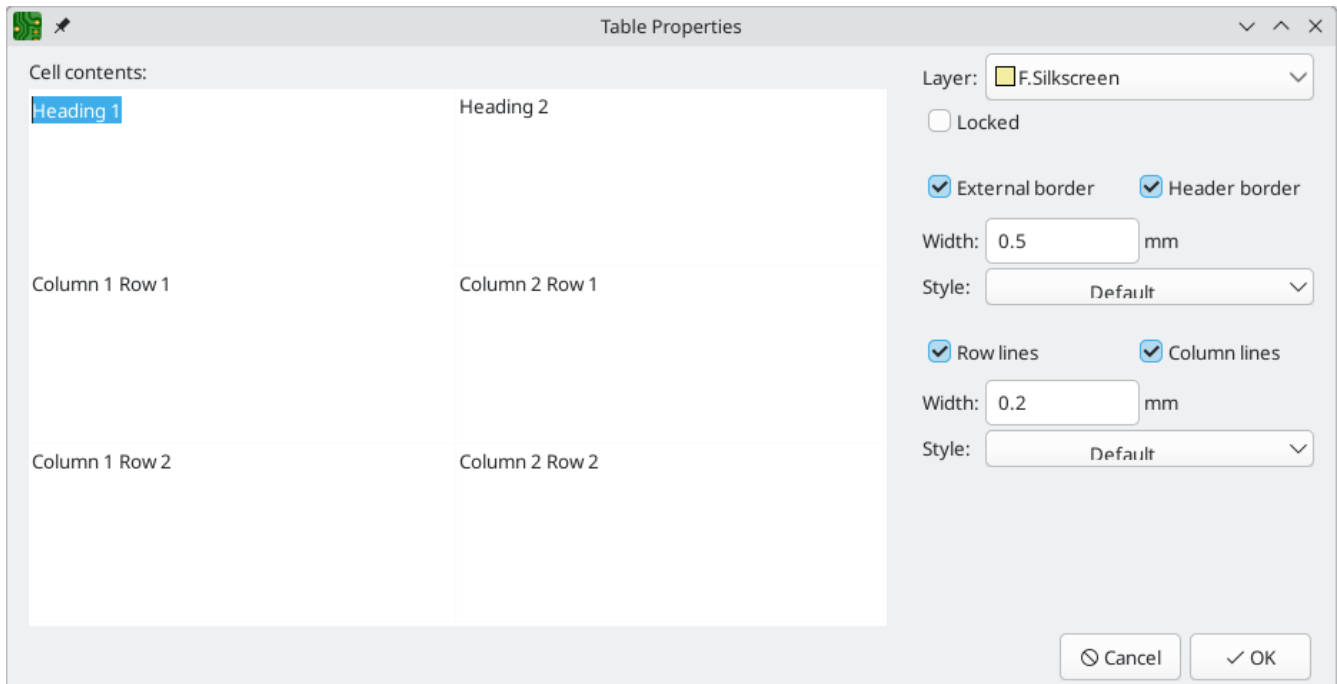 Table Properties
Cell contents:
Heading 1
Heading 2
Column 1 Row 1
Column 2 Row 1
Column 1 Row 2
Column 2 Row 2
Layer: F.Silkscreen
Locked
External border Header border
Width: 0.5 mm
Style: Default
Row lines Column lines
Width: 0.2 mm
Style: Default
Cancel OK